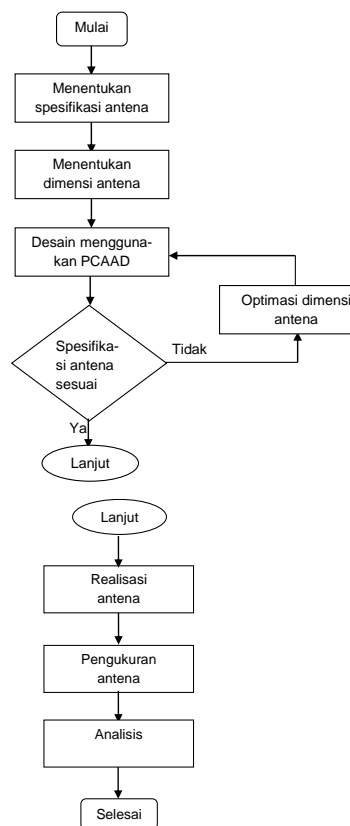 Mulai
Menentukan
spesifikasi antena
Menentukan
dimensi antena
Desain mengguna-
kan PCAAD
Optimasi dimensi
antena
Spesifika-
si antena
sesuai
Tidak
Ya
Lanjut
Lanjut
Realisasi
antena
Pengukuran
antena
Analisis
Selesai